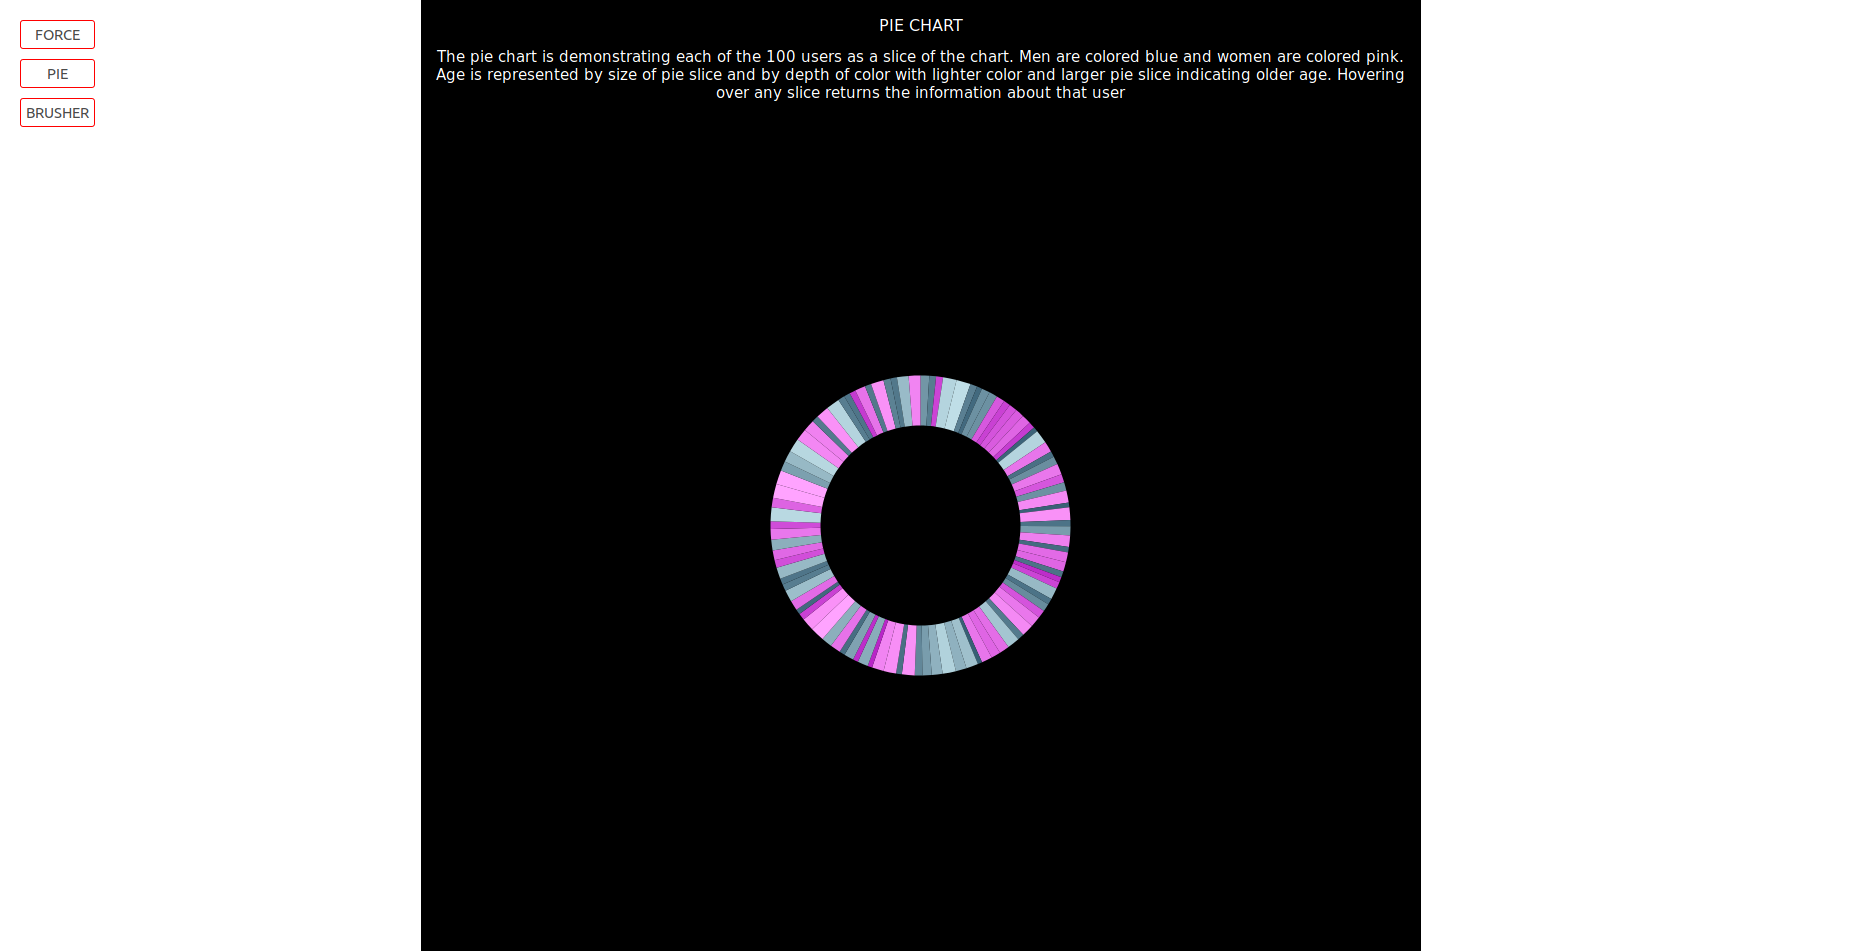 FORCE
PIE
BRUSHER
PIE CHART
The pie chart is demonstrating each of the 100 users as a slice of the chart. Men are colored blue and women are colored pink.
Age is represented by size of pie slice and by depth of color with lighter color and larger pie slice indicating older age. Hovering
over any slice returns the information about that user